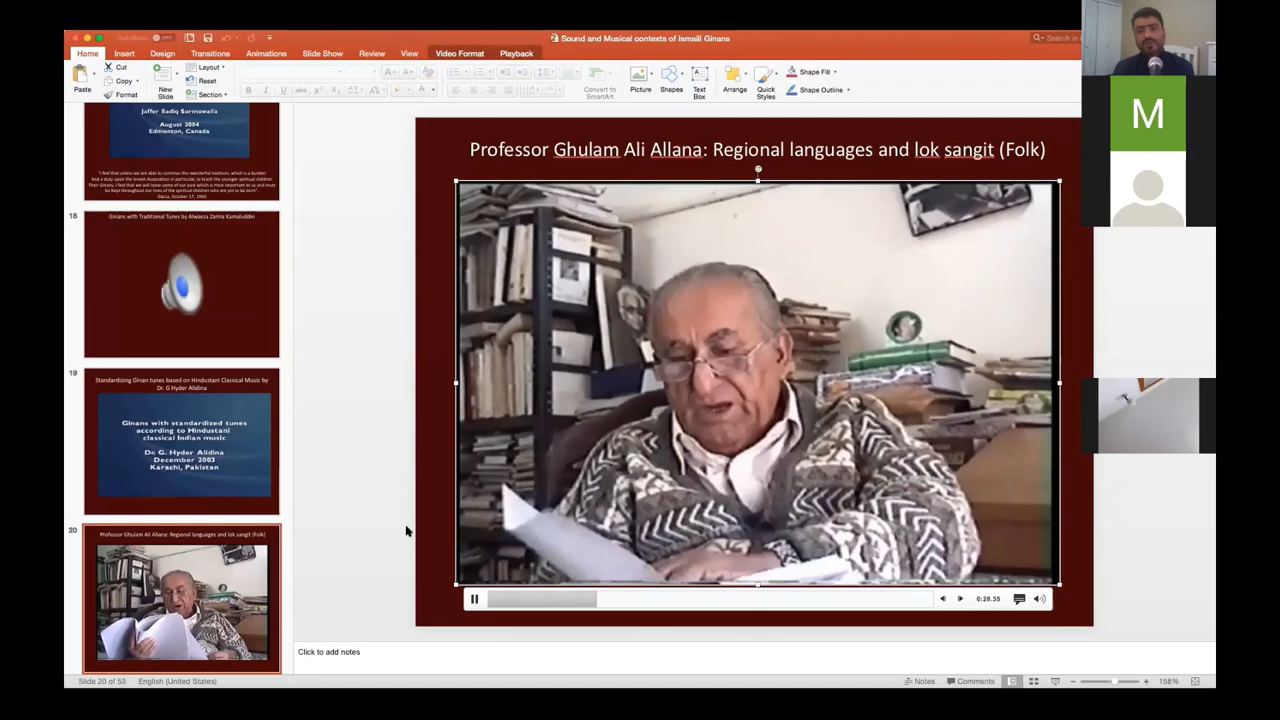 AutoSave OFF
Sound and Musical contexts of Ismaili Ginans
Search in
Home Insert Design Transitions Animations Slide Show Review View Video Format Playback
Paste
Cut
Copy
Format
New Slide
Layout
Reset
Section
Convert to SmartArt
Picture
Shapes
Text Box
Arrange
Quick Styles
Shape Fill
Shape Outline
M
Jaffer Sadiq Surmawalla
August 2004
Edmonton, Canada
18
Ginans with Traditional Tunes by Alwaeza Zarina Kamaluddin
19
Standardizing Ginan tunes based on Hindustani Classical Music by
Dr. G Hyder Alidina
Ginans with standardized tunes
according to Hindustani
classical Indian music
Dr. G. Hyder Alidina
December 2003
Karachi, Pakistan
20
Professor Ghulam Ali Allana: Regional languages and lok sangit (Folk)
Professor Ghulam Ali Allana: Regional languages and lok sangit (Folk)
0:28.35
Click to add notes
Slide 20 of 53
English (United States)
Notes
Comments
158%